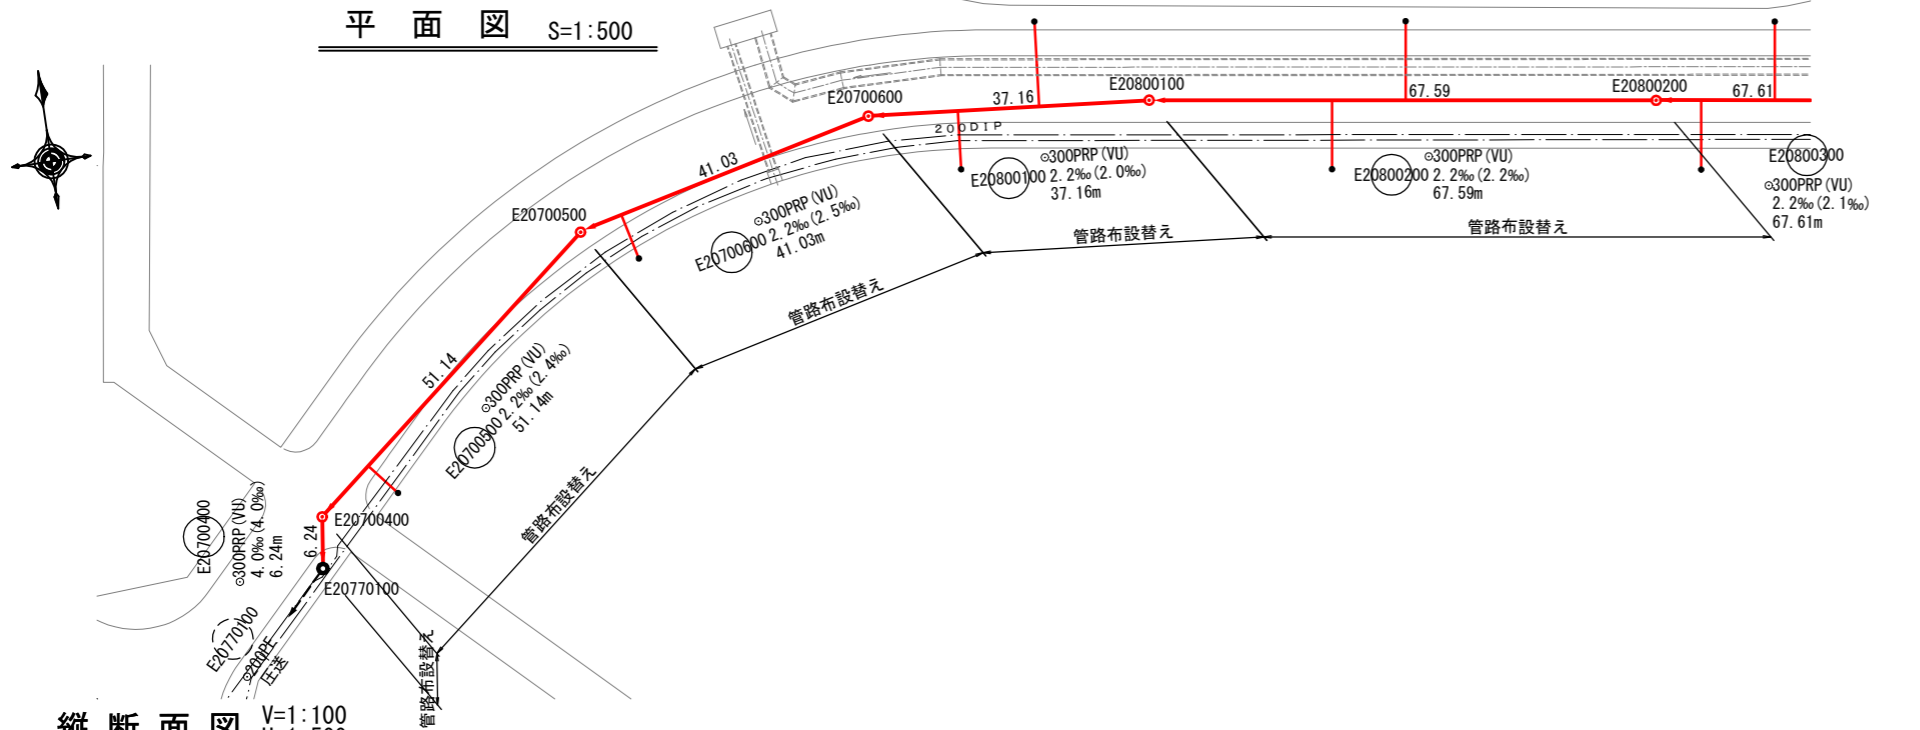 平面図 S=1:500
E20700600
37.16
E20800100
67.59
E20800200
67.61
200DIP
41.03
E20700500
E20800100
⊙300PRP(VU)
2.2‰(2.0‰)
37.16m
E20800200
⊙300PRP(VU)
2.2‰(2.2‰)
67.59m
E20800300
⊙300PRP(VU)
2.2‰(2.1‰)
67.61m
E20700600
⊙300PRP(VU)
2.2‰(2.5‰)
41.03m
管路布設替え
管路布設替え
管路布設替え
51.14
E20700500
⊙300PRP(VU)
2.2‰(2.4‰)
51.14m
管路布設替え
E20700400
⊙300PRP(VU)
4.0‰(4.0‰)
6.24m
6.24
E20700400
E20770100
E20770100
⊙200PE
圧送
管路布設替え
縦断面図 V=1:100